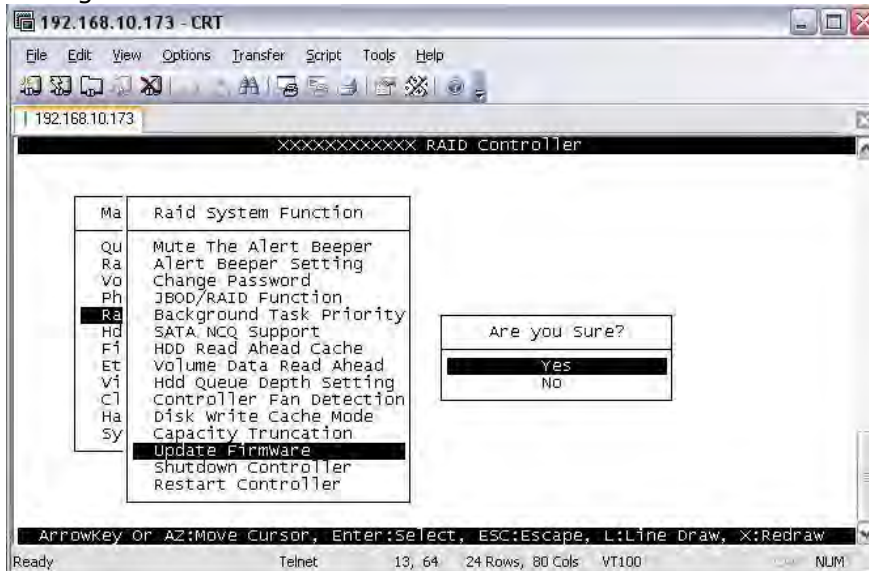 192.168.10.173 - CRT
File Edit View Options Transfer Script Tools Help
192.168.10.173
XXXXXXXXXXXX RAID Controller
Ma
Qu
Ra
Vo
Ph
Ra
Hd
Fi
Et
Vi
Cl
Ha
Sy
Raid System Function
Mute The Alert Beeper
Alert Beeper Setting
Change Password
JBOD/RAID Function
Background Task Priority
SATA NCQ Support
HDD Read Ahead Cache
Volume Data Read Ahead
Hdd Queue Depth Setting
Controller Fan Detection
Disk Write Cache Mode
Capacity Truncation
Update Firmware
Shutdown Controller
Restart Controller
Are you Sure?
Yes
No
ArrowKey Or AZ:Move Cursor, Enter:Select, ESC:Escape, L:Line Draw, X:Redraw
Ready Telnet 13, 64 24 Rows, 80 Cols VT100 NUM